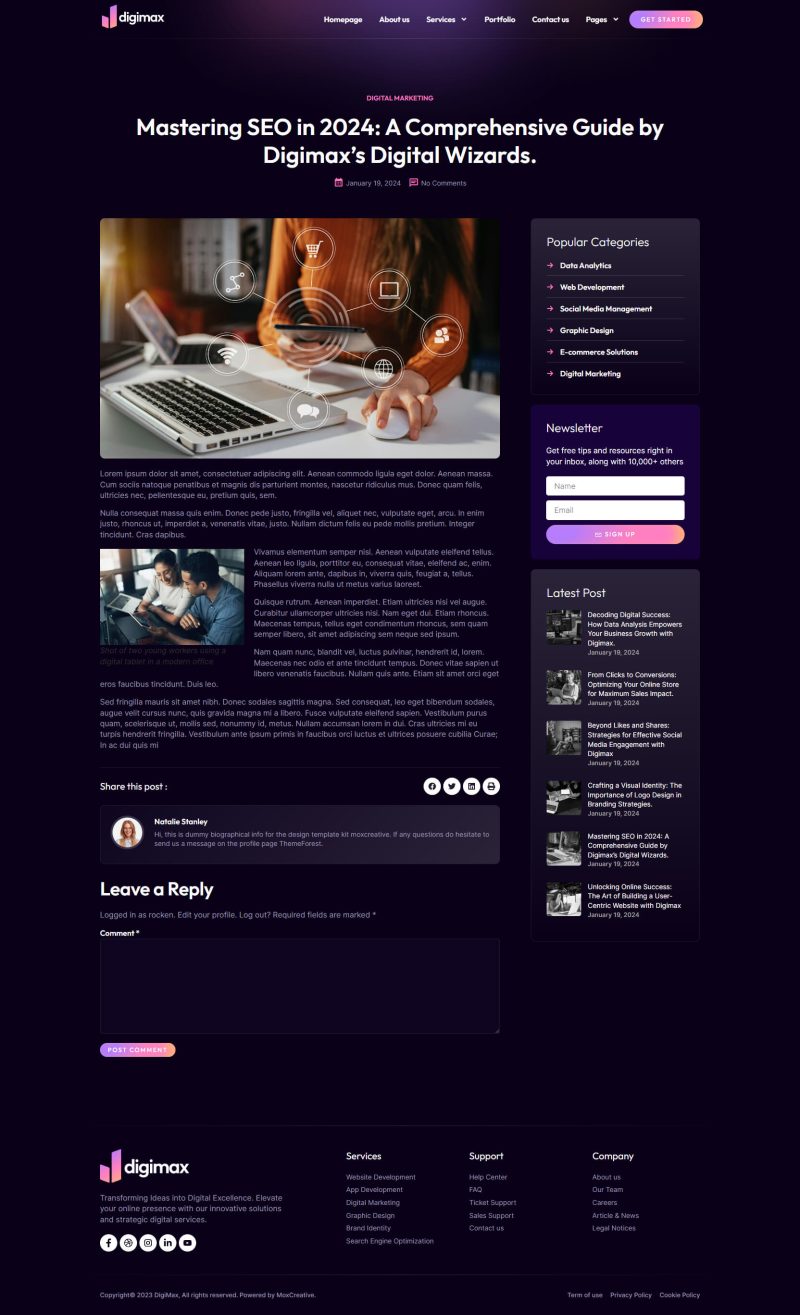 digimax
Homepage About us Services Portfolio Contact us Pages GET STARTED
DIGITAL MARKETING
Mastering SEO in 2024: A Comprehensive Guide by
Digimax’s Digital Wizards.
January 19, 2024 No Comments
Lorem ipsum dolor sit amet, consectetuer adipiscing elit. Aenean commodo ligula eget dolor. Aenean massa.
Cum sociis natoque penatibus et magnis dis parturient montes, nascetur ridiculus mus. Donec quam felis,
ultricies nec, pellentesque eu, pretium quis, sem.
Nulla consequat massa quis enim. Donec pede justo, fringilla vel, aliquet nec, vulputate eget, arcu. In enim
justo, rhoncus ut, imperdiet a, venenatis vitae, justo. Nullam dictum felis eu pede mollis pretium. Integer
tincidunt. Cras dapibus.
Shot of two young workers using a
digital tablet in a modern office
Vivamus elementum semper nisi. Aenean vulputate eleifend tellus.
Aenean leo ligula, porttitor eu, consequat vitae, eleifend ac, enim.
Aliquam lorem ante, dapibus in, viverra quis, feugiat a, tellus.
Phasellus viverra nulla ut metus varius laoreet.
Quisque rutrum. Aenean imperdiet. Etiam ultricies nisi vel augue.
Curabitur ullamcorper ultricies nisi. Nam eget dui. Etiam rhoncus.
Maecenas tempus, tellus eget condimentum rhoncus, sem quam
semper libero, sit amet adipiscing sem neque sed ipsum.
Nam quam nunc, blandit vel, luctus pulvinar, hendrerit id, lorem.
Maecenas nec odio et ante tincidunt tempus. Donec vitae sapien ut
libero venenatis faucibus. Nullam quis ante. Etiam sit amet orci eget
eros faucibus tincidunt. Duis leo.
Sed fringilla mauris sit amet nibh. Donec sodales sagittis magna. Sed consequat, leo eget bibendum sodales,
augue velit cursus nunc, quis gravida magna mi a libero. Fusce vulputate eleifend sapien. Vestibulum purus
quam, scelerisque ut, mollis sed, nonummy id, metus. Nullam accumsan lorem in dui. Cras ultricies mi eu
turpis hendrerit fringilla. Vestibulum ante ipsum primis in faucibus orci luctus et ultrices posuere cubilia Curae;
In ac dui quis mi
Share this post :
Natalie Stanley
Hi, this is dummy biographical info for the design template kit moxcreative. If any questions do hesitate to
send us a message on the profile page ThemeForest.
Leave a Reply
Logged in as rocken. Edit your profile. Log out? Required fields are marked *
Comment *
POST COMMENT
Popular Categories
Data Analytics
Web Development
Social Media Management
Graphic Design
E-commerce Solutions
Digital Marketing
Newsletter
Get free tips and resources right in
your inbox, along with 10,000+ others
Name
Email
SIGN UP
Latest Post
Decoding Digital Success:
How Data Analysis Empowers
Your Business Growth with
Digimax.
January 19, 2024
From Clicks to Conversions:
Optimizing Your Online Store
for Maximum Sales Impact.
January 19, 2024
Beyond Likes and Shares:
Strategies for Effective Social
Media Engagement with
Digimax
January 19, 2024
Crafting a Visual Identity: The
Importance of Logo Design in
Branding Strategies.
January 19, 2024
Mastering SEO in 2024: A
Comprehensive Guide by
Digimax’s Digital Wizards.
January 19, 2024
Unlocking Online Success:
The Art of Building a User-
Centric Website with Digimax
January 19, 2024
digimax
Transforming Ideas into Digital Excellence. Elevate
your online presence with our innovative solutions
and strategic digital services.
Services
Website Development
App Development
Digital Marketing
Graphic Design
Brand Identity
Search Engine Optimization
Support
Help Center
FAQ
Ticket Support
Sales Support
Contact us
Company
About us
Our Team
Careers
Article & News
Legal Notices
Copyright© 2023 DigiMax, All rights reserved. Powered by MoxCreative.
Term of use Privacy Policy Cookie Policy